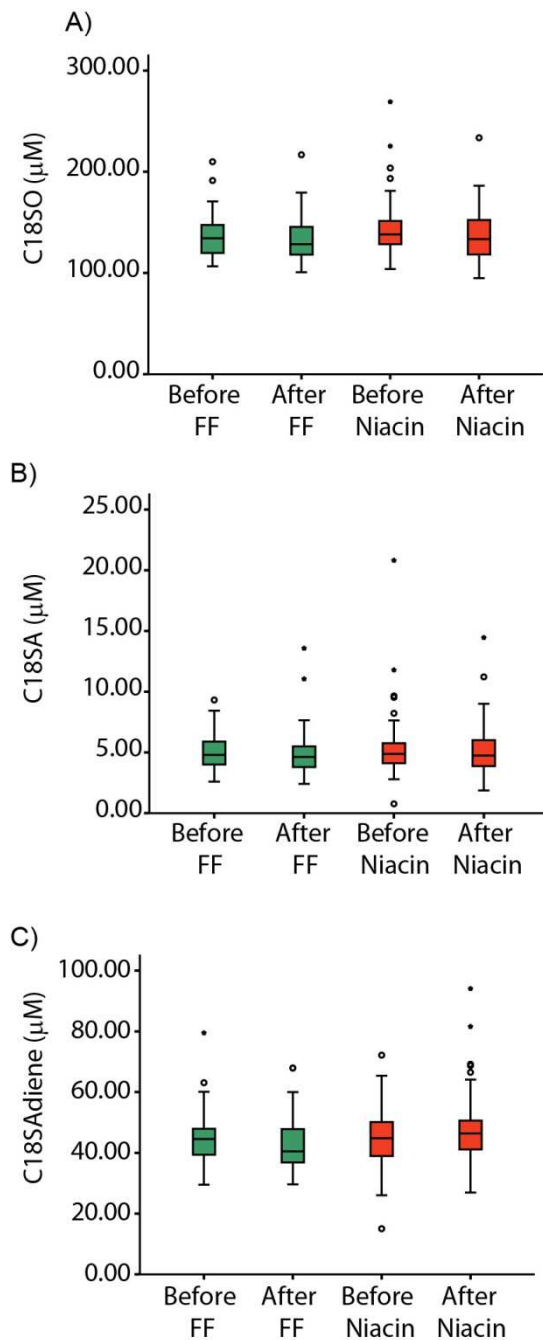 A)
C18SO (μM)
300.00
200.00
100.00
0.00
Before FF
After FF
Before Niacin
After Niacin
B)
C18SA (μM)
25.00
20.00
15.00
10.00
5.00
0.00
Before FF
After FF
Before Niacin
After Niacin
C)
C18SAdiene (μM)
100.00
80.00
60.00
40.00
20.00
0.00
Before FF
After FF
Before Niacin
After Niacin